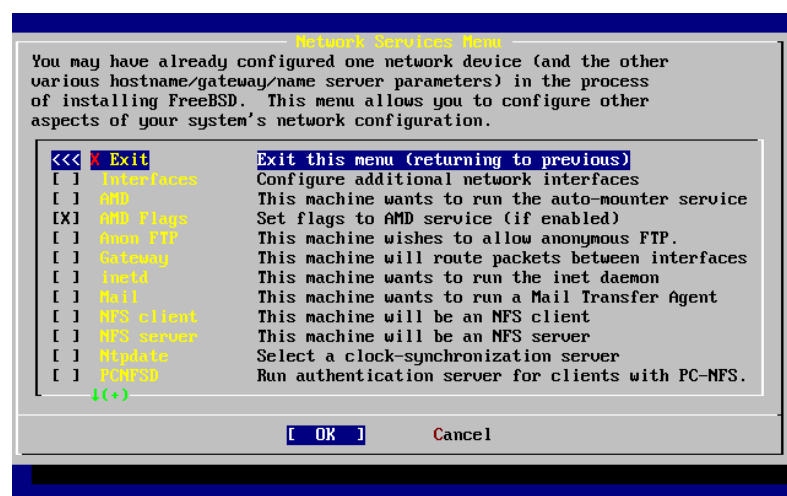 Network Services Menu
You may have already configured one network device (and the other
various hostname/gateway/name server parameters) in the process
of installing FreeBSD.  This menu allows you to configure other
aspects of your system's network configuration.
<<< X Exit Exit this menu (returning to previous)
[ ] Interfaces Configure additional network interfaces
[ ] AMD This machine wants to run the auto-mounter service
[X] AMD Flags Set flags to AMD service (if enabled)
[ ] Anon FTP This machine wishes to allow anonymous FTP.
[ ] Gateway This machine will route packets between interfaces
[ ] inetd This machine wants to run the inet daemon
[ ] Mail This machine wants to run a Mail Transfer Agent
[ ] NFS client This machine will be an NFS client
[ ] NFS server This machine will be an NFS server
[ ] Ntpdate Select a clock-synchronization server
[ ] PCNFSD Run authentication server for clients with PC-NFS.
↓(+)
[ OK ] Cancel